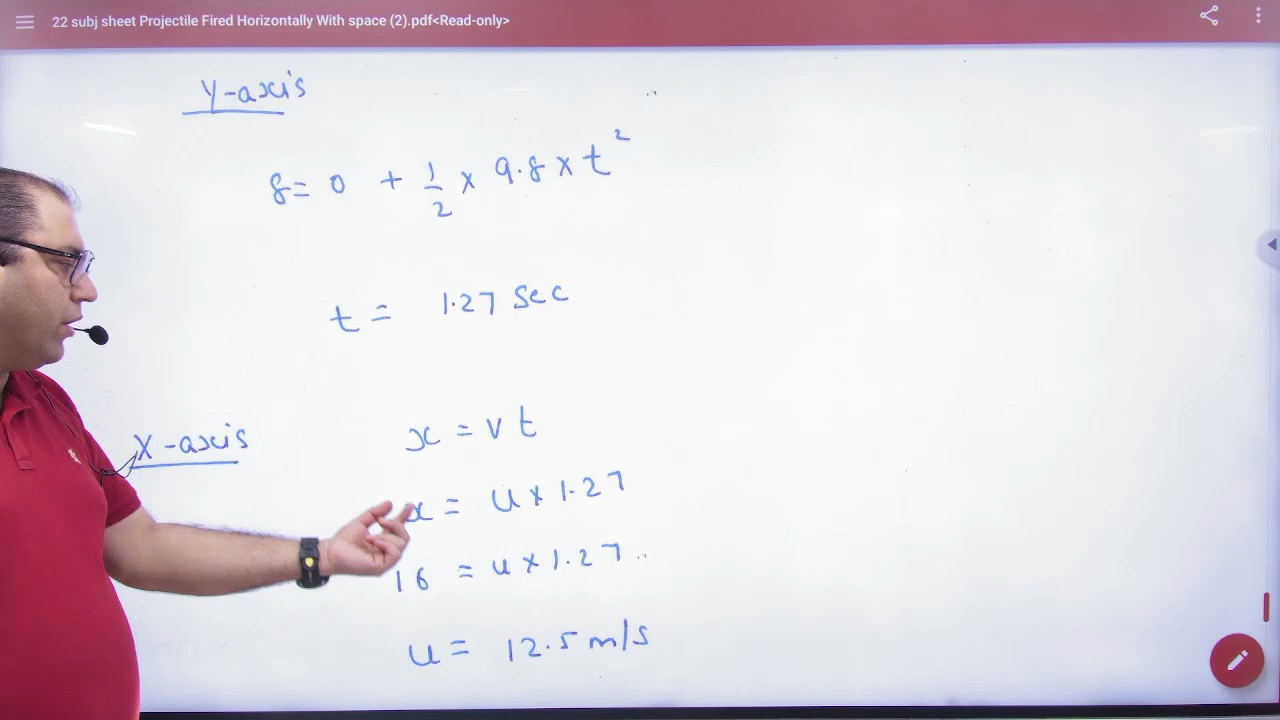 22 subj sheet Projectile Fired Horizontally With space (2).pdf<Read-only>
Y-axis
8 = 0 + 1/2 × 9.8 × t²
t = 1.27 sec
X-axis
x = v t
x = u × 1.27
16 = u × 1.27
u = 12.5 m/s